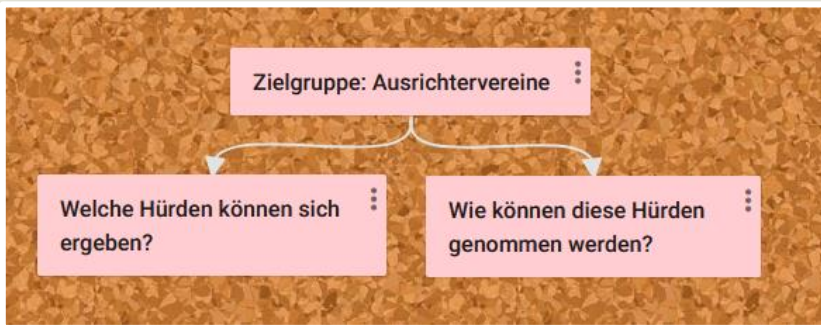 Zielgruppe: Ausrichtervereine
Welche Hürden können sich
ergeben?
Wie können diese Hürden
genommen werden?